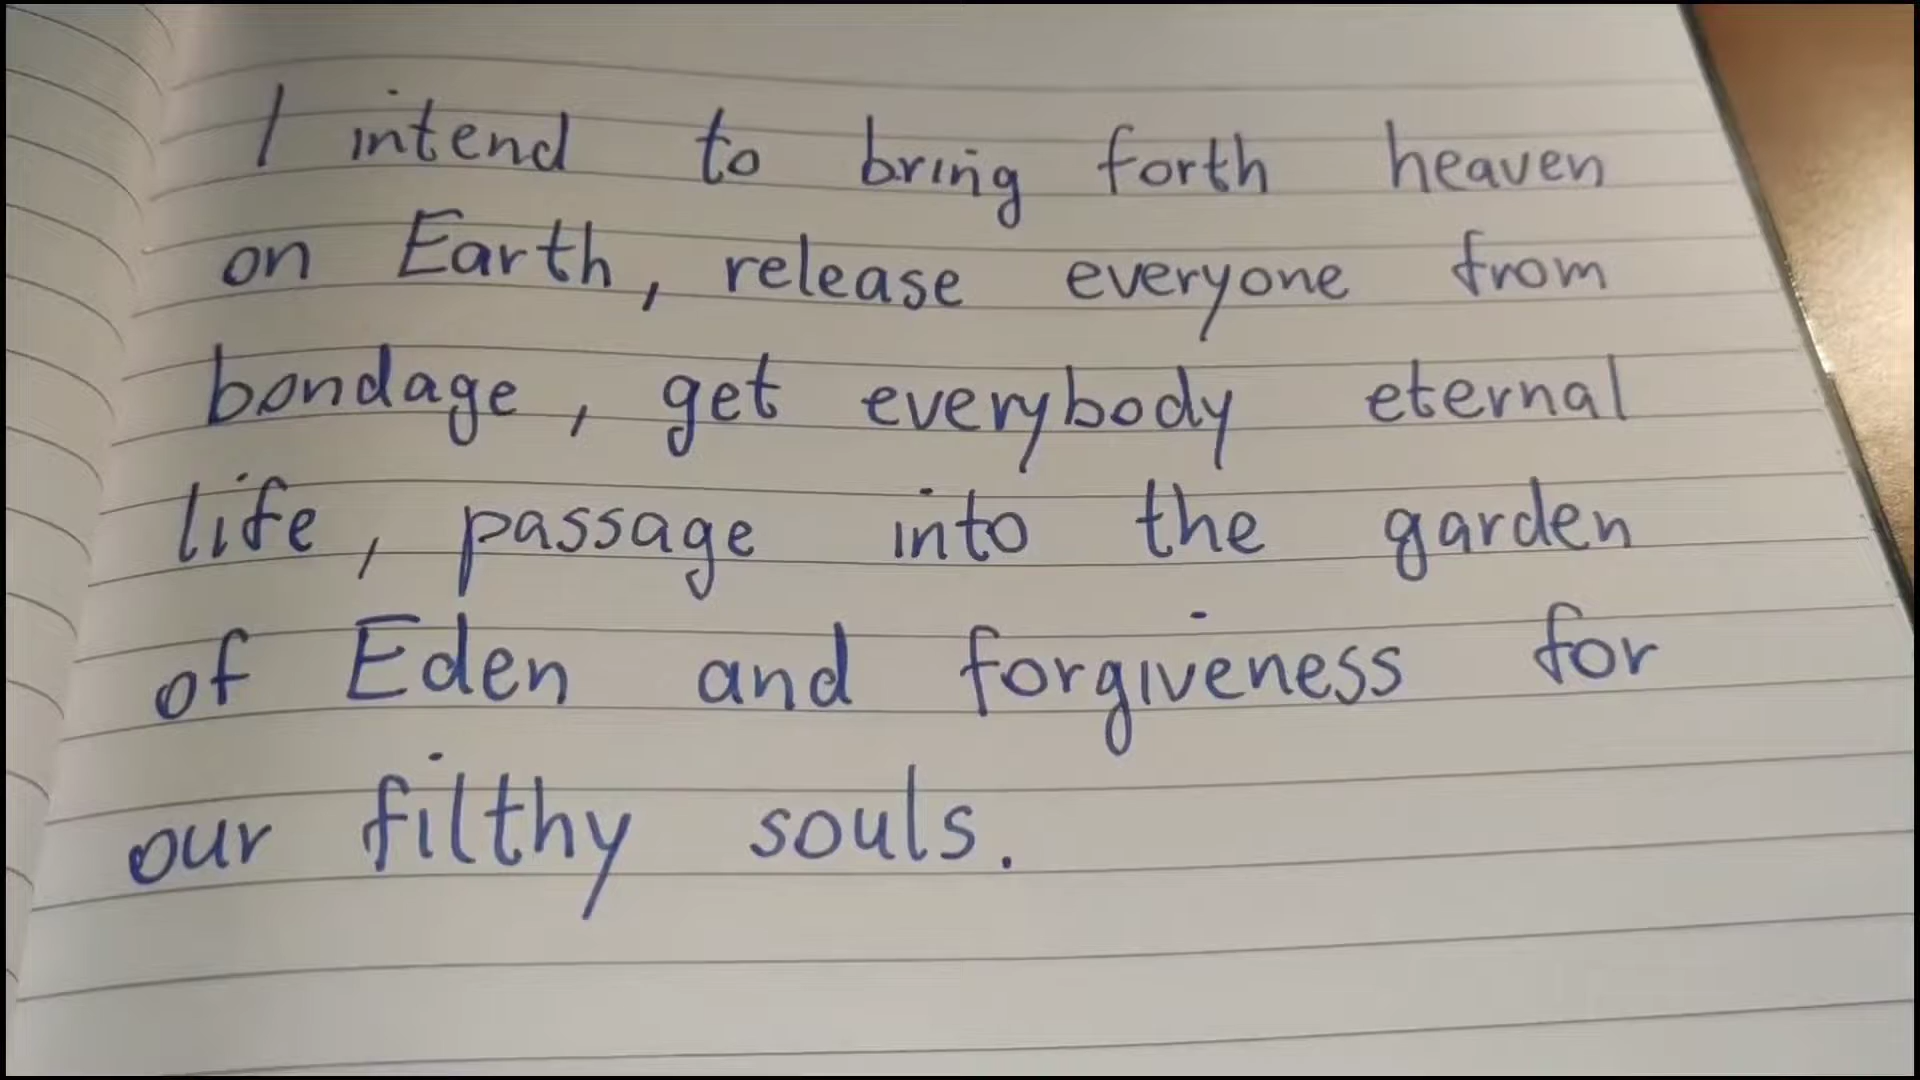 I intend to bring forth heaven
on Earth, release everyone from
bondage, get everybody eternal
life, passage into the garden
of Eden and forgiveness for
our filthy souls.